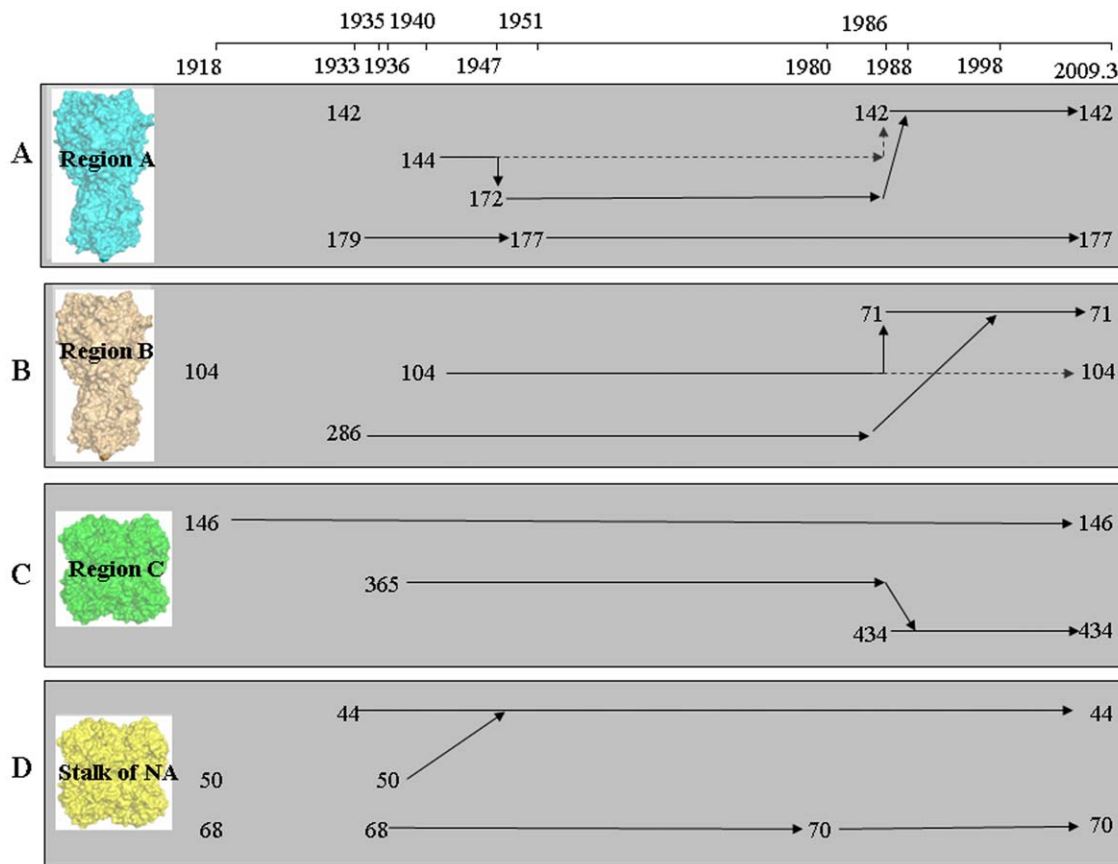 1935 1940 1951 1986
1918 1933 1936 1947 1980 1988 1998 2009.3
A
Region A
142 142 142
144
172
179 177 177
B
Region B
71 71
104 104 104
286
C
Region C
146 146
365
434 434
D
Stalk of NA
44 44
50 50
68 68 70 70